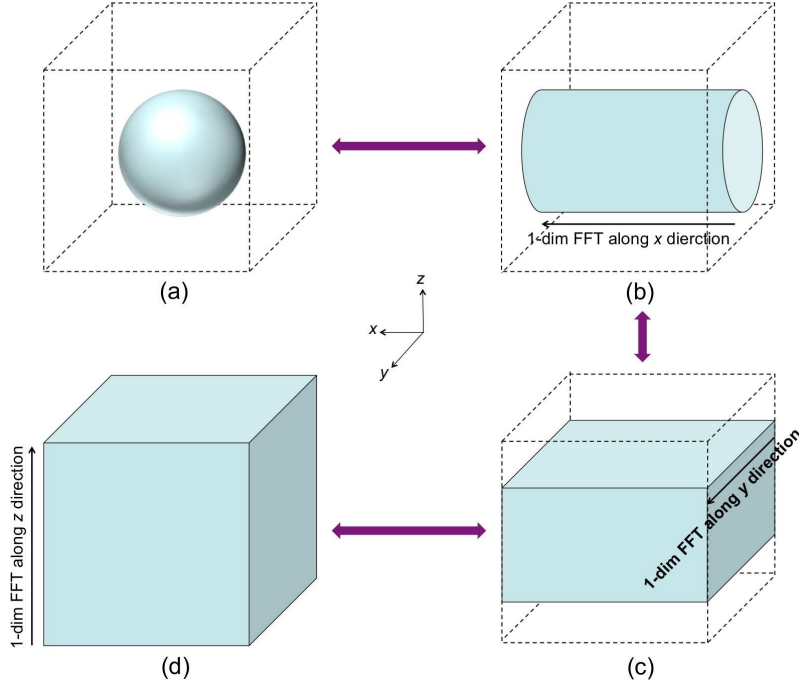 (a)
1-dim FFT along x dierction
(b)
z
x
y
1-dim FFT along z direction
(d)
1-dim FFT along y direction
(c)